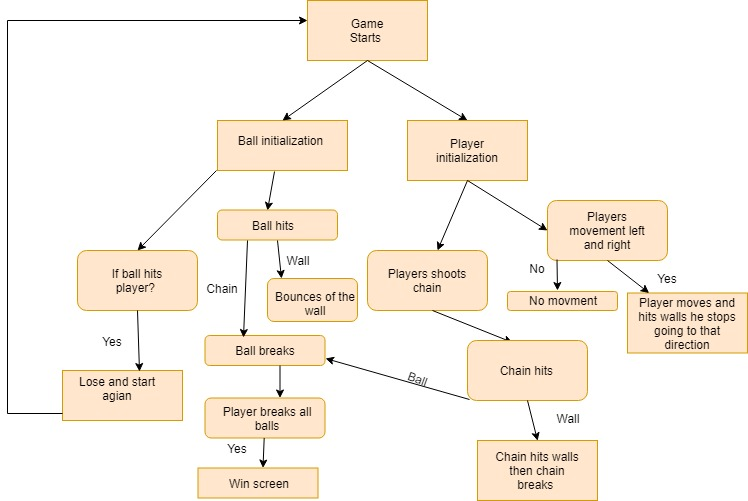 Game
Starts
Ball initialization
Player
initialization
Ball hits
Players
movement left
and right
If ball hits
player?
Chain
Wall
Bounces of the
wall
Players shoots
chain
No
No movment
Yes
Player moves and
hits walls he stops
going to that
direction
Yes
Ball breaks
Ball
Chain hits
Lose and start
agian
Player breaks all
balls
Wall
Yes
Win screen
Chain hits walls
then chain
breaks